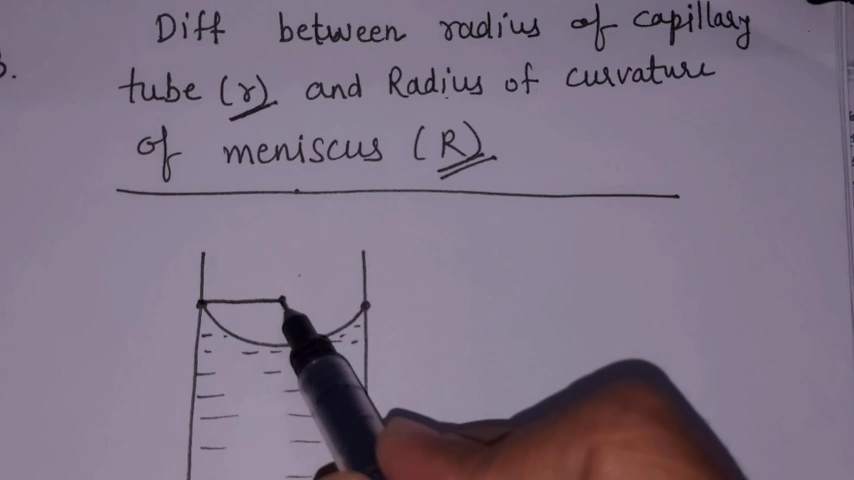 Diff between radius of capillary
tube (r) and Radius of curvature
of meniscus (R)